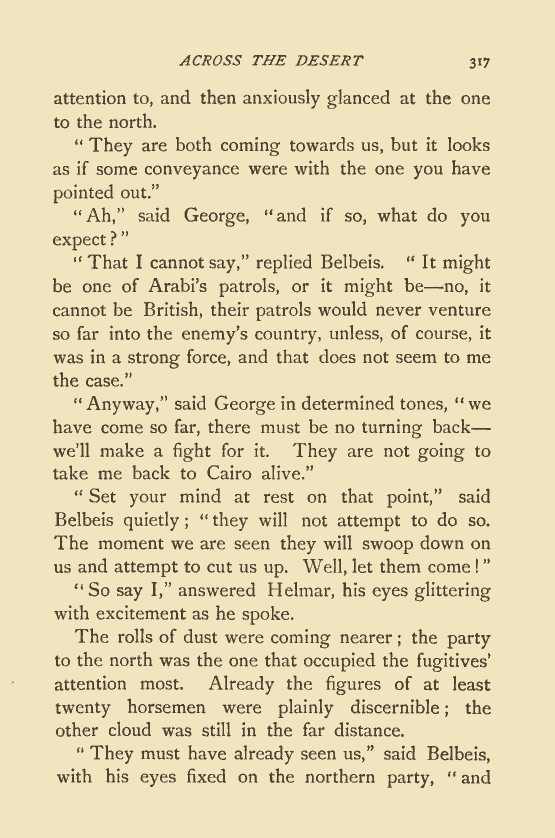 ACROSS THE DESERT 317
attention to, and then anxiously glanced at the one
to the north.
“ They are both coming towards us, but it looks
as if some conveyance were with the one you have
pointed out.”
“ Ah,” said George, “ and if so, what do you
expect ? ”
“ That I cannot say,” replied Belbeis. “ It might
be one of Arabi’s patrols, or it might be—no, it
cannot be British, their patrols would never venture
so far into the enemy’s country, unless, of course, it
was in a strong force, and that does not seem to me
the case.”
“ Anyway,” said George in determined tones, “ we
have come so far, there must be no turning back—
we’ll make a fight for it. They are not going to
take me back to Cairo alive.”
“ Set your mind at rest on that point,” said
Belbeis quietly ; “ they will not attempt to do so.
The moment we are seen they will swoop down on
us and attempt to cut us up. Well, let them come ! ”
“ So say I,” answered Helmar, his eyes glittering
with excitement as he spoke.
The rolls of dust were coming nearer ; the party
to the north was the one that occupied the fugitives’
attention most. Already the figures of at least
twenty horsemen were plainly discernible ; the
other cloud was still in the far distance.
“ They must have already seen us,” said Belbeis,
with his eyes fixed on the northern party, “ and